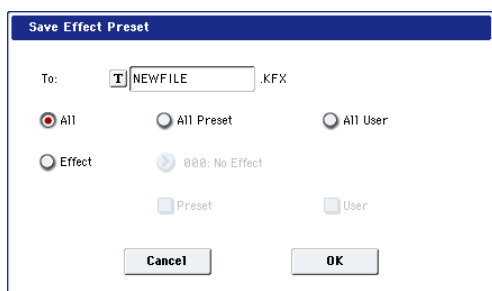 Save Effect Preset
To: T NEWFILE .KFX
All All Preset All User
Effect 000: No Effect
Preset User
Cancel OK